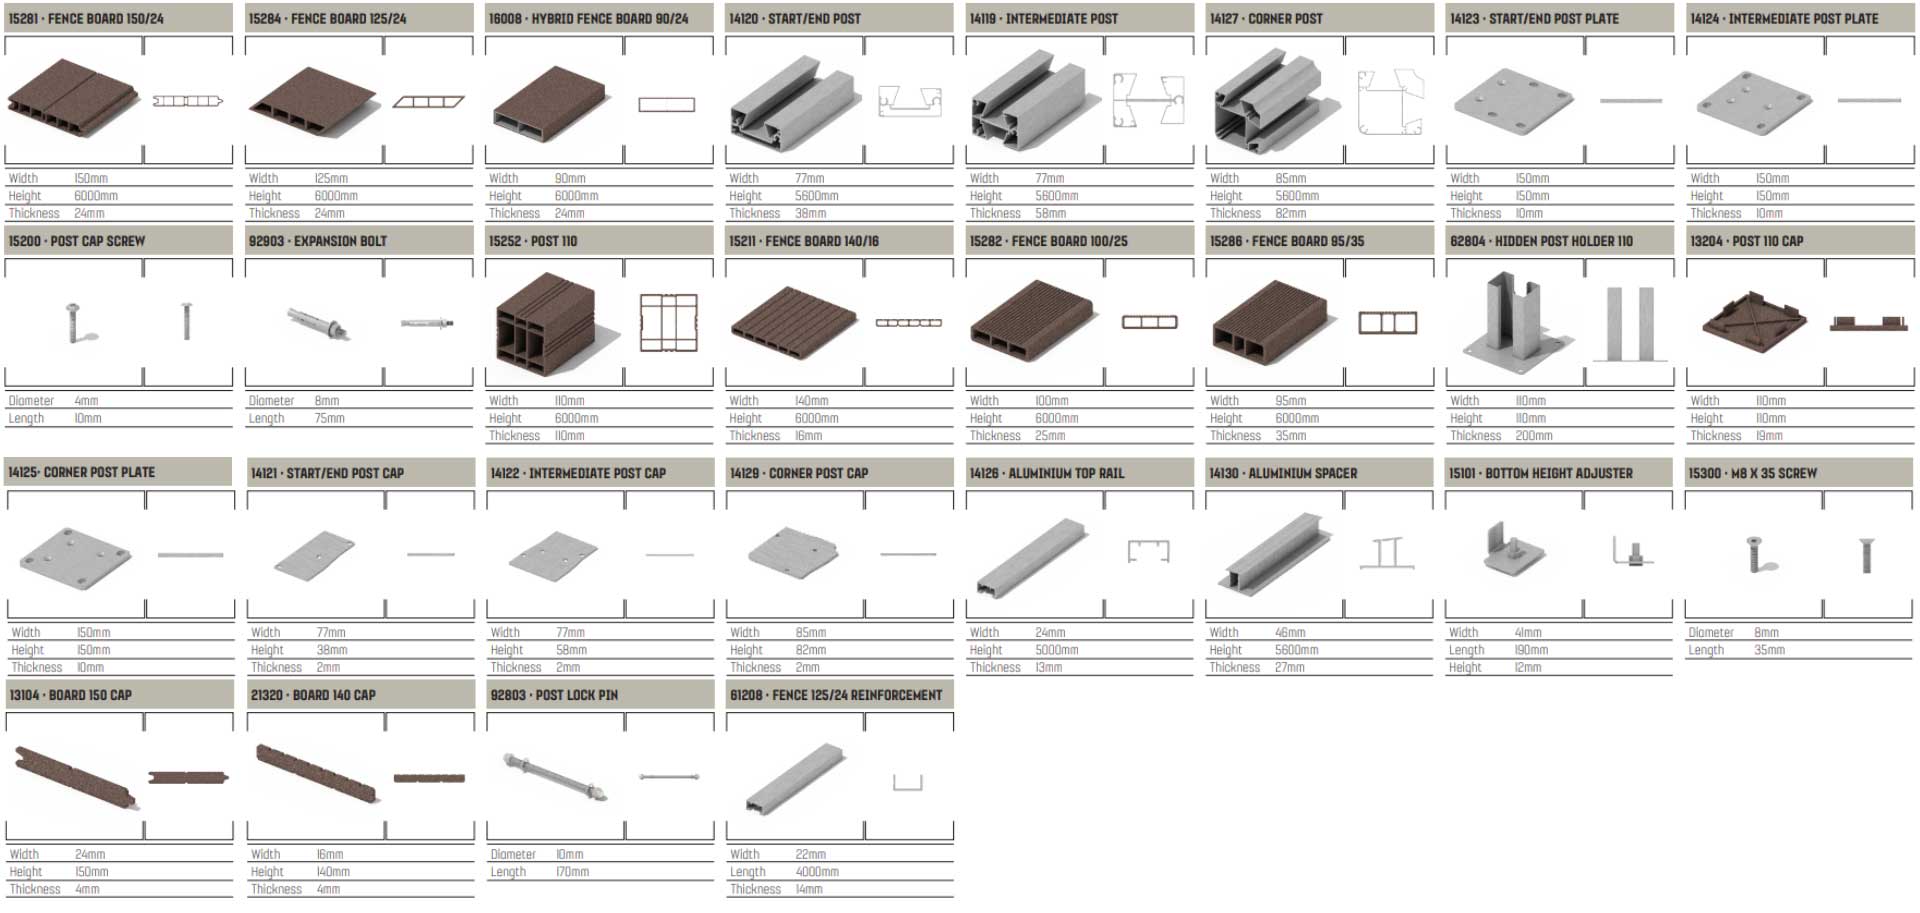 15281 · FENCE BOARD 150/24
Width 150mm
Height 6000mm
Thickness 24mm
15284 · FENCE BOARD 125/24
Width 125mm
Height 6000mm
Thickness 24mm
16008 · HYBRID FENCE BOARD 90/24
Width 90mm
Height 6000mm
Thickness 24mm
14120 · START/END POST
Width 77mm
Height 5600mm
Thickness 38mm
14119 · INTERMEDIATE POST
Width 77mm
Height 5600mm
Thickness 58mm
14127 · CORNER POST
Width 85mm
Height 5600mm
Thickness 82mm
14123 · START/END POST PLATE
Width 150mm
Height 150mm
Thickness 10mm
14124 · INTERMEDIATE POST PLATE
Width 150mm
Height 150mm
Thickness 10mm
15200 · POST CAP SCREW
Diameter 4mm
Length 10mm
92903 · EXPANSION BOLT
Diameter 8mm
Length 75mm
15252 · POST 110
Width 110mm
Height 6000mm
Thickness 110mm
15211 · FENCE BOARD 140/16
Width 140mm
Height 6000mm
Thickness 16mm
15282 · FENCE BOARD 100/25
Width 100mm
Height 6000mm
Thickness 25mm
15286 · FENCE BOARD 95/35
Width 95mm
Height 6000mm
Thickness 35mm
62804 · HIDDEN POST HOLDER 110
Width 110mm
Height 110mm
Thickness 200mm
13204 · POST 110 CAP
Width 110mm
Height 110mm
Thickness 19mm
14125· CORNER POST PLATE
Width 150mm
Height 150mm
Thickness 10mm
14121 · START/END POST CAP
Width 77mm
Height 38mm
Thickness 2mm
14122 · INTERMEDIATE POST CAP
Width 77mm
Height 58mm
Thickness 2mm
14129 · CORNER POST CAP
Width 85mm
Height 82mm
Thickness 2mm
14126 · ALUMINIUM TOP RAIL
Width 24mm
Height 5000mm
Thickness 13mm
14130 · ALUMINIUM SPACER
Width 46mm
Height 5600mm
Thickness 27mm
15101 · BOTTOM HEIGHT ADJUSTER
Width 41mm
Length 190mm
Height 12mm
15300 · M8 X 35 SCREW
Diameter 8mm
Length 35mm
13104 · BOARD 150 CAP
Width 24mm
Height 150mm
Thickness 4mm
21320 · BOARD 140 CAP
Width 16mm
Height 140mm
Thickness 4mm
92803 · POST LOCK PIN
Diameter 10mm
Length 170mm
61208 · FENCE 125/24 REINFORCEMENT
Width 22mm
Length 4000mm
Thickness 14mm